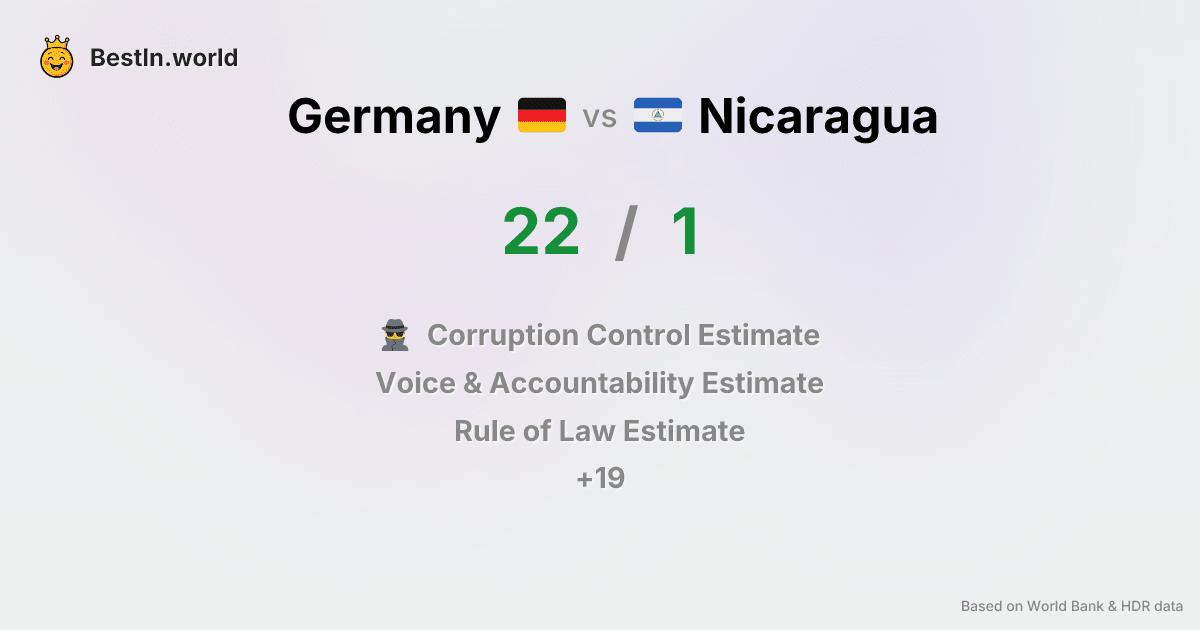 BestIn.world
Germany vs Nicaragua
22 / 1
Corruption Control Estimate
Voice & Accountability Estimate
Rule of Law Estimate
+19
Based on World Bank & HDR data